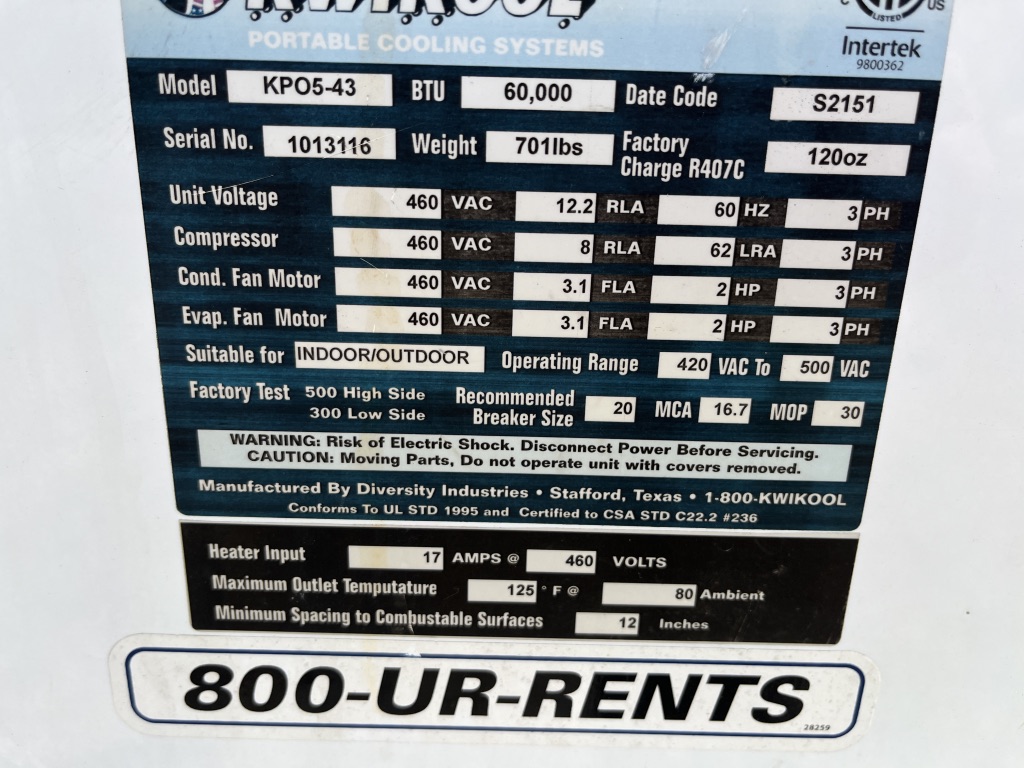 KWIKOOL
PORTABLE COOLING SYSTEMS
C LISTED US
Intertek
9800362
Model KPO5-43 BTU 60,000 Date Code S2151
Serial No. 1013116 Weight 701lbs Factory Charge R407C 120oz
Unit Voltage 460 VAC 12.2 RLA 60 HZ 3 PH
Compressor 460 VAC 8 RLA 62 LRA 3 PH
Cond. Fan Motor 460 VAC 3.1 FLA 2 HP 3 PH
Evap. Fan Motor 460 VAC 3.1 FLA 2 HP 3 PH
Suitable for INDOOR/OUTDOOR Operating Range 420 VAC To 500 VAC
Factory Test 500 High Side
300 Low Side
Recommended
Breaker Size 20 MCA 16.7 MOP 30
WARNING: Risk of Electric Shock. Disconnect Power Before Servicing.
CAUTION: Moving Parts, Do not operate unit with covers removed.
Manufactured By Diversity Industries • Stafford, Texas • 1-800-KWIKOOL
Conforms To UL STD 1995 and Certified to CSA STD C22.2 #236
Heater Input 17 AMPS @ 460 VOLTS
Maximum Outlet Temputature 125 ° F @ 80 Ambient
Minimum Spacing to Combustable Surfaces 12 Inches
800-UR-RENTS
28259